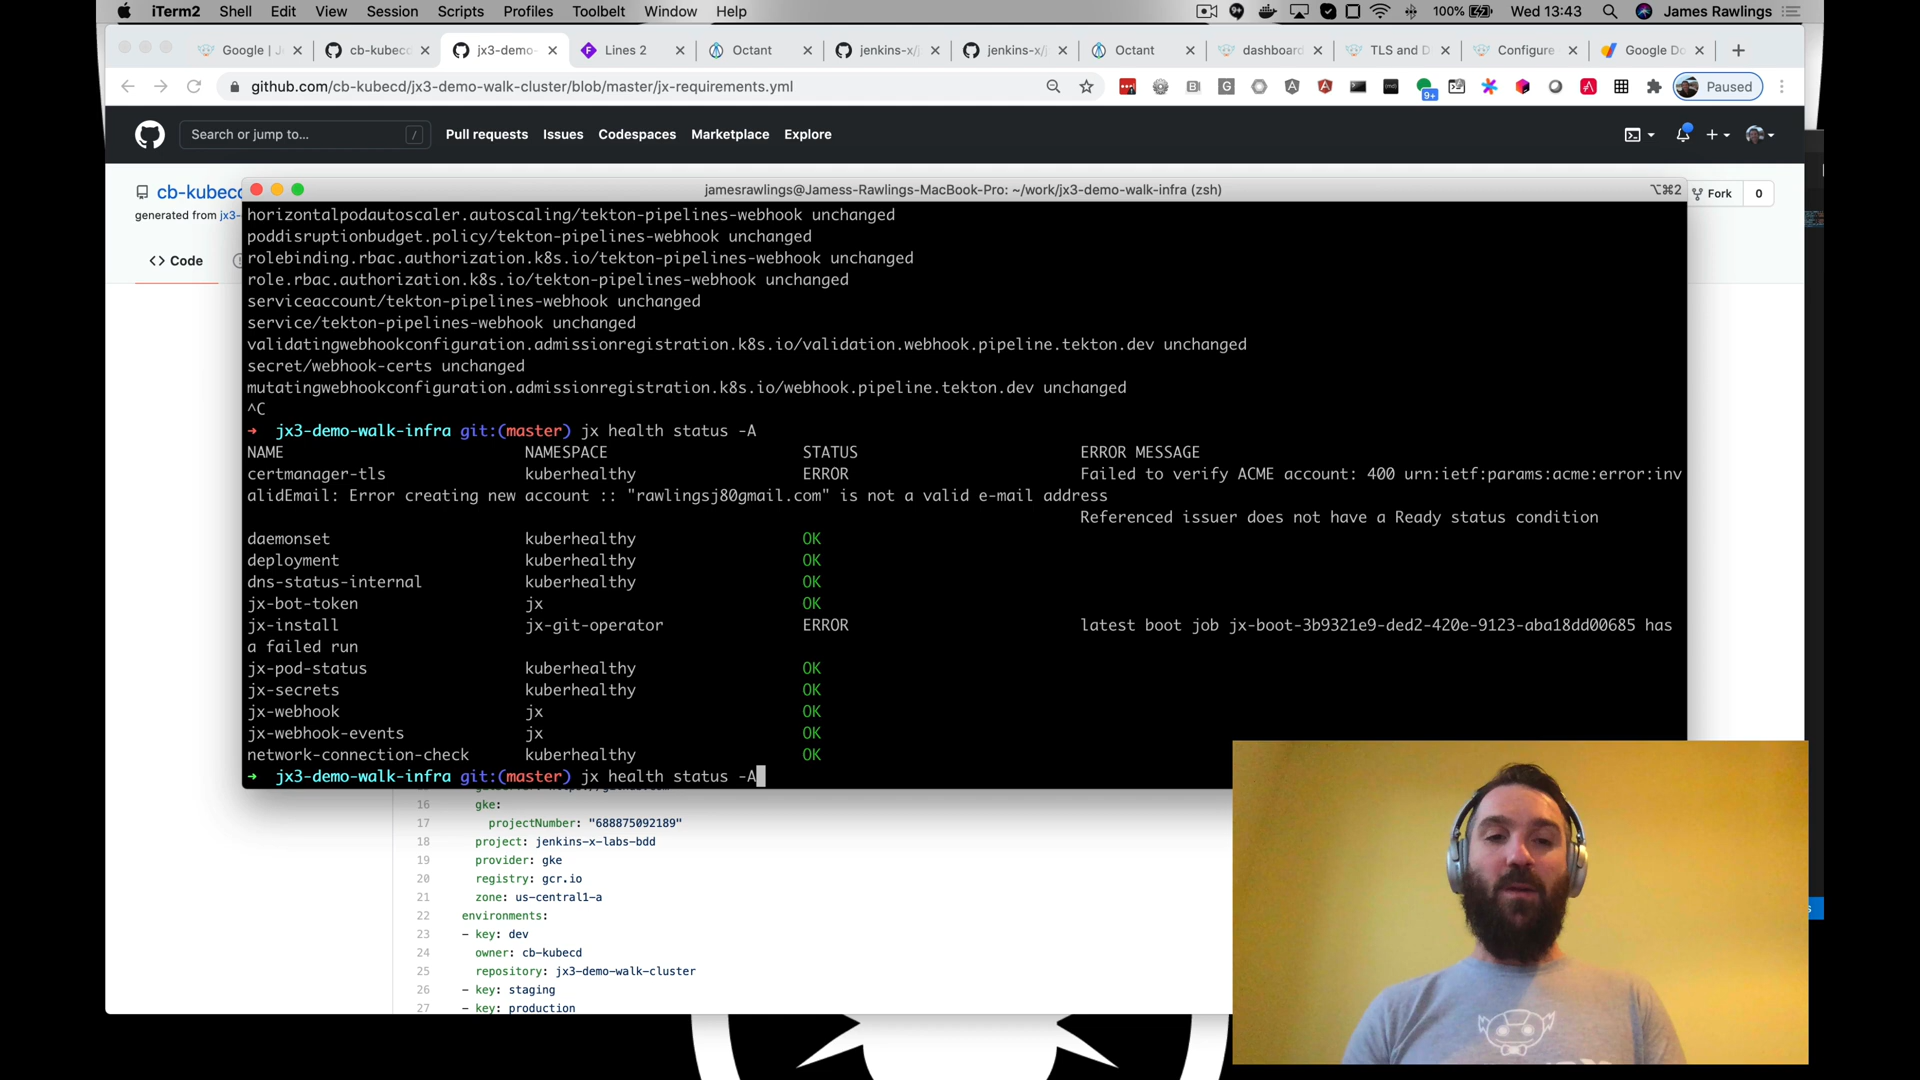 iTerm2 Shell Edit View Session Scripts Profiles Toolbelt Window Help 100% Wed 13:43 James Rawlings
Google | J cb-kubecd jx3-demo- Lines 2 Octant jenkins-x/j jenkins-x/j Octant dashboard TLS and D Configure Google Do
github.com/cb-kubecd/jx3-demo-walk-cluster/blob/master/jx-requirements.yml 9+ Paused
Search or jump to... / Pull requests Issues Codespaces Marketplace Explore
cb-kubec
jamesrawlings@Jamess-Rawlings-MacBook-Pro: ~/work/jx3-demo-walk-infra (zsh) ⌥⌘2
Fork 0
generated from jx3-
<> Code
horizontalpodautoscaler.autoscaling/tekton-pipelines-webhook unchanged
poddisruptionbudget.policy/tekton-pipelines-webhook unchanged
rolebinding.rbac.authorization.k8s.io/tekton-pipelines-webhook unchanged
role.rbac.authorization.k8s.io/tekton-pipelines-webhook unchanged
serviceaccount/tekton-pipelines-webhook unchanged
service/tekton-pipelines-webhook unchanged
validatingwebhookconfiguration.admissionregistration.k8s.io/validation.webhook.pipeline.tekton.dev unchanged
secret/webhook-certs unchanged
mutatingwebhookconfiguration.admissionregistration.k8s.io/webhook.pipeline.tekton.dev unchanged
^C
→ jx3-demo-walk-infra git:(master) jx health status -A
NAME NAMESPACE STATUS ERROR MESSAGE
certmanager-tls kuberhealthy ERROR Failed to verify ACME account: 400 urn:ietf:params:acme:error:inv
alidEmail: Error creating new account :: "rawlingsj80gmail.com" is not a valid e-mail address
Referenced issuer does not have a Ready status condition
daemonset kuberhealthy OK
deployment kuberhealthy OK
dns-status-internal kuberhealthy OK
jx-bot-token jx OK
jx-install jx-git-operator ERROR latest boot job jx-boot-3b9321e9-ded2-420e-9123-aba18dd00685 has
a failed run
jx-pod-status kuberhealthy OK
jx-secrets kuberhealthy OK
jx-webhook jx OK
jx-webhook-events jx OK
network-connection-check kuberhealthy OK
→ jx3-demo-walk-infra git:(master) jx health status -A
16 gke:
17 projectNumber: "688875092189"
18 project: jenkins-x-labs-bdd
19 provider: gke
20 registry: gcr.io
21 zone: us-central1-a
22 environments:
23 - key: dev
24 owner: cb-kubecd
25 repository: jx3-demo-walk-cluster
26 - key: staging
27 - key: production